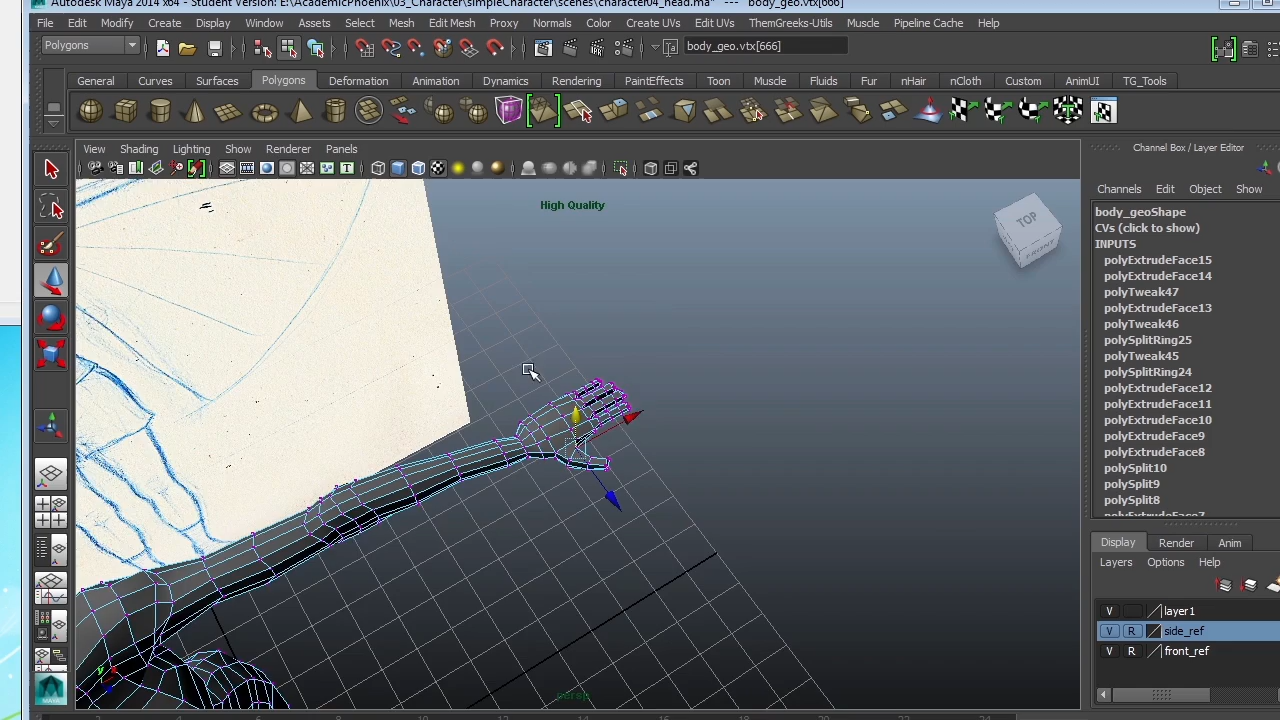 Autodesk Maya 2014 x64 - Student Version: E:\AcademicPhoenix\03_Character\simpleCharacter\scenes\character04_head.ma* --- body_geo.vtx[666]
File Edit Modify Create Display Window Assets Select Mesh Edit Mesh Proxy Normals Color Create UVs Edit UVs ThemGreeks-Utils Muscle Pipeline Cache Help
Polygons body_geo.vtx[666]
General Curves Surfaces Polygons Deformation Animation Dynamics Rendering PaintEffects Toon Muscle Fluids Fur nHair nCloth Custom AnimUI TG_Tools
View Shading Lighting Show Renderer Panels
Channel Box / Layer Editor
Channels Edit Object Show
High Quality
TOP
body_geoShape
CVs (click to show)
INPUTS
polyExtrudeFace15
polyExtrudeFace14
polyTweak47
polyExtrudeFace13
polyTweak46
polySplitRing25
polyTweak45
polySplitRing24
polyExtrudeFace12
polyExtrudeFace11
polyExtrudeFace10
polyExtrudeFace9
polyExtrudeFace8
polySplit10
polySplit9
polySplit8
polyExtrudeFace7
Display Render Anim
Layers Options Help
V layer1
V R side_ref
V R front_ref
persp